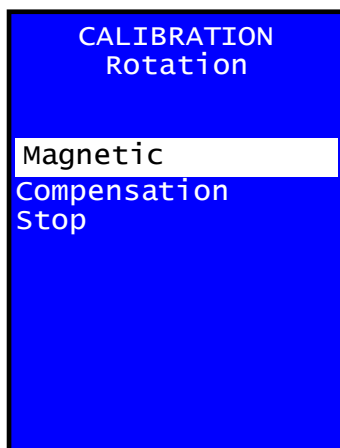 CALIBRATION
Rotation
Magnetic
Compensation
Stop